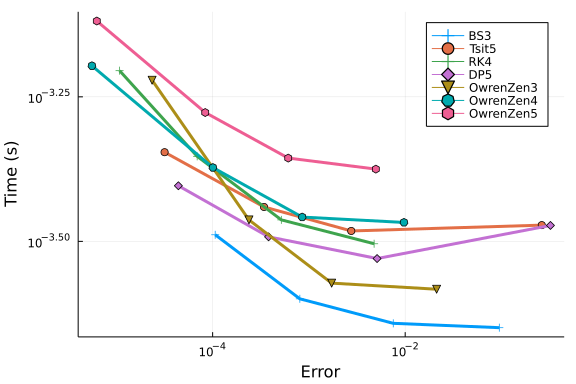 BS3
Tsit5
RK4
DP5
OwrenZen3
OwrenZen4
OwrenZen5
Time (s)
10⁻³·²⁵
10⁻³·⁵⁰
10⁻⁴
10⁻²
Error